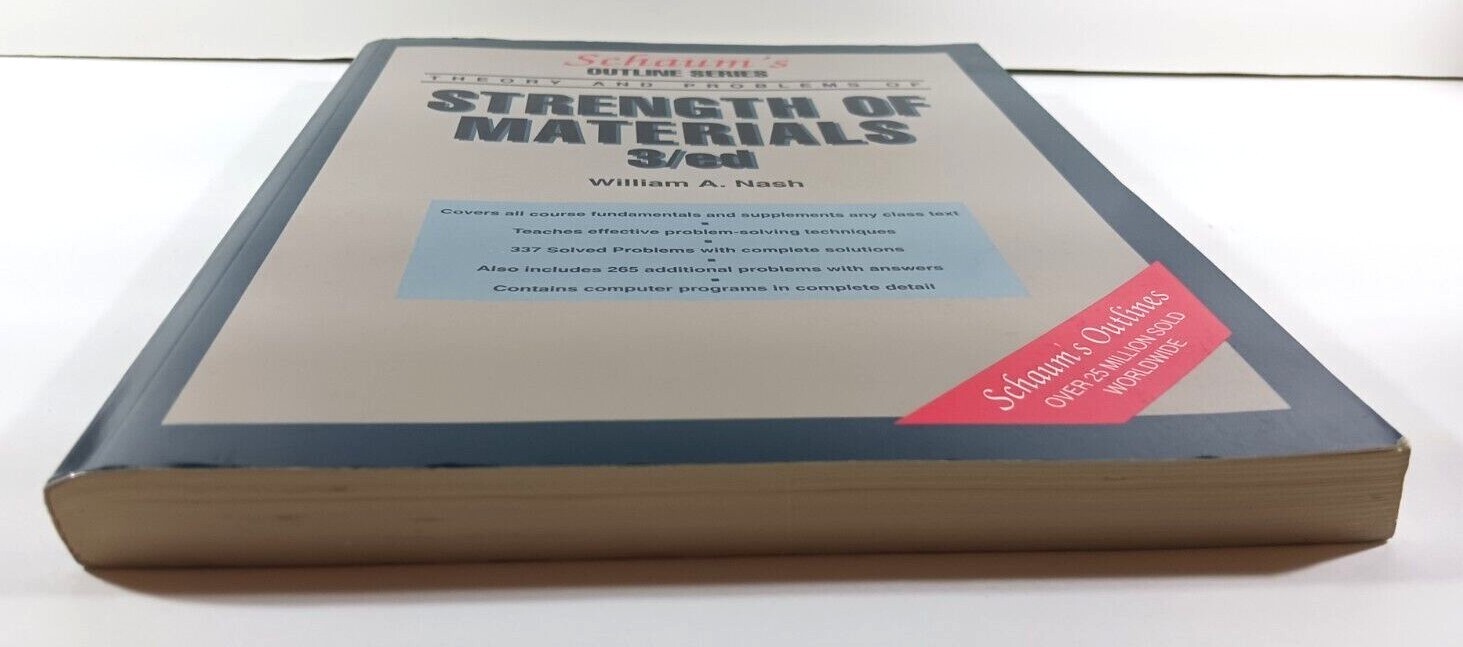 Schaum's
OUTLINE SERIES
THEORY AND PROBLEMS OF
STRENGTH OF
MATERIALS
3/ed
William A. Nash
Covers all course fundamentals and supplements any class text
Teaches effective problem-solving techniques
337 Solved Problems with complete solutions
Also includes 265 additional problems with answers
Contains computer programs in complete detail
Schaum's Outlines
OVER 25 MILLION SOLD
WORLDWIDE